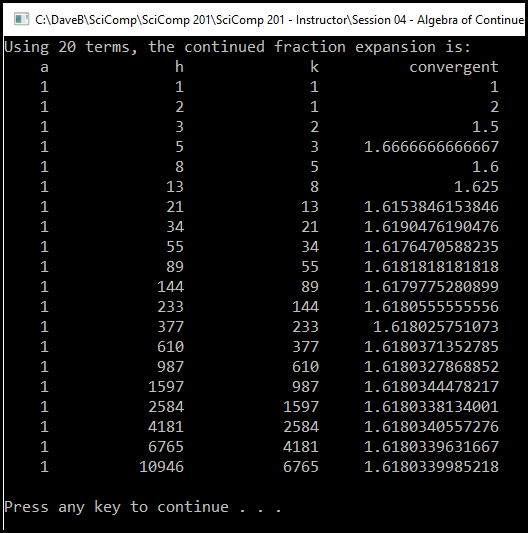 C:\DaveB\SciComp\SciComp 201\SciComp 201 - Instructor\Session 04 - Algebra of Continue
Using 20 terms, the continued fraction expansion is:
a h k convergent
1 1 1 1
1 2 1 2
1 3 2 1.5
1 5 3 1.6666666666667
1 8 5 1.6
1 13 8 1.625
1 21 13 1.6153846153846
1 34 21 1.6190476190476
1 55 34 1.6176470588235
1 89 55 1.6181818181818
1 144 89 1.6179775280899
1 233 144 1.6180555555556
1 377 233 1.618025751073
1 610 377 1.6180371352785
1 987 610 1.6180327868852
1 1597 987 1.6180344478217
1 2584 1597 1.6180338134001
1 4181 2584 1.6180340557276
1 6765 4181 1.6180339631667
1 10946 6765 1.6180339985218
Press any key to continue . . .